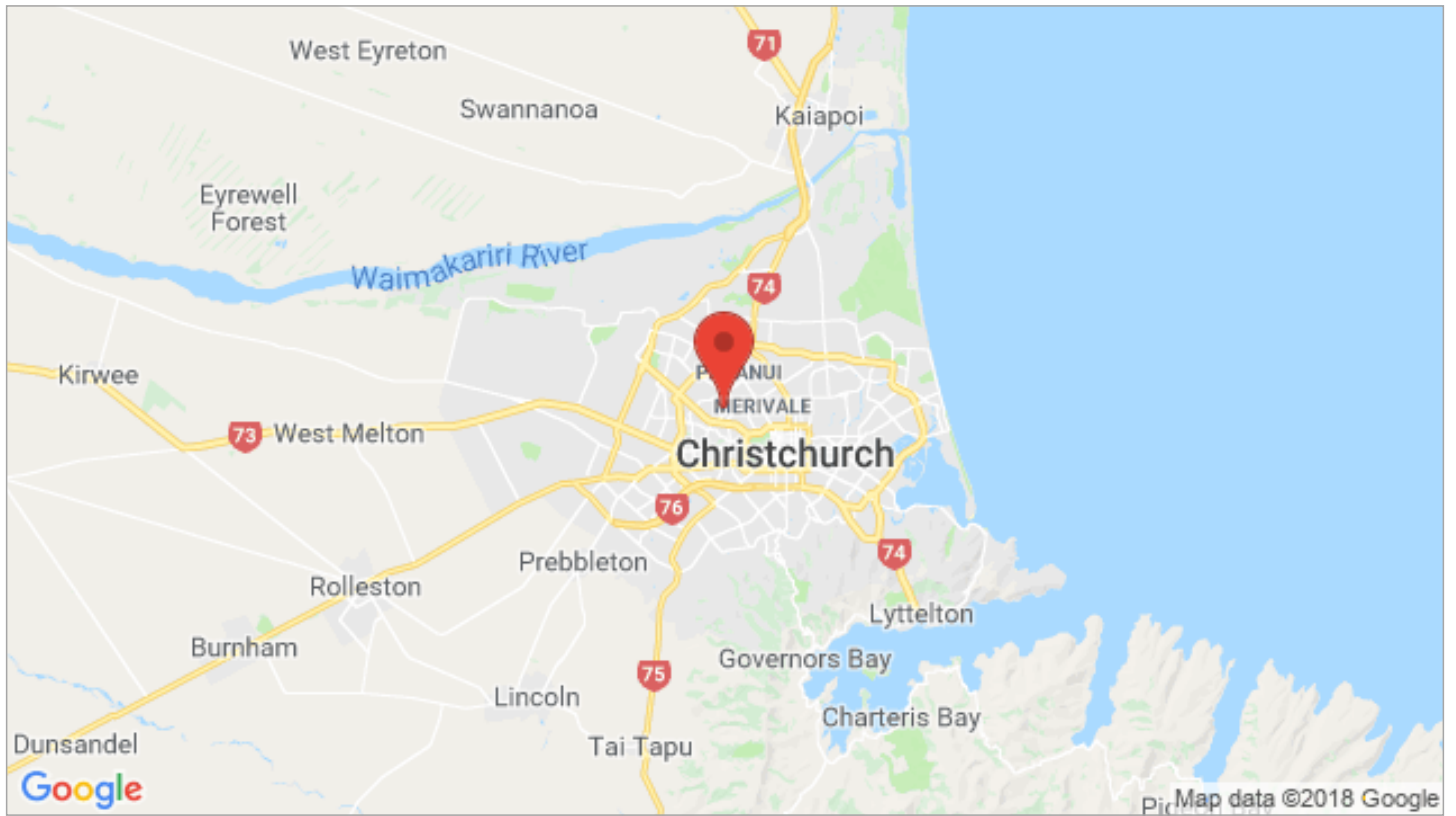 71
West Eyreton
Swannanoa
Kaiapoi
Eyrewell
Forest
Waimakariri River
74
Kirwee
MERIVALE
73
West Melton
Christchurch
76
74
Prebbleton
Rolleston
Lyttelton
Burnham
Governors Bay
75
Lincoln
Charteris Bay
Dunsandel
Tai Tapu
Google
Map data ©2018 Google